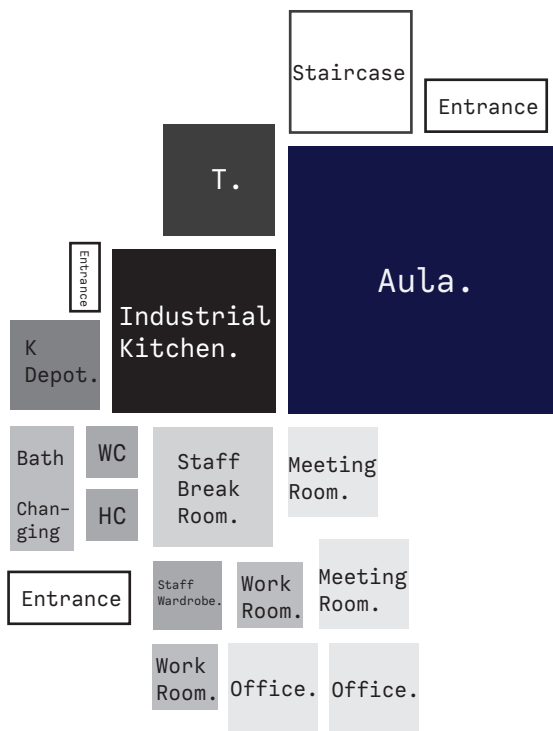 Staircase
Entrance
T.
Aula.
Entrance
Industrial
Kitchen.
K
Depot.
Bath
Chan-
ging
WC
HC
Staff
Break
Room.
Meeting
Room.
Entrance
Staff
Wardrobe.
Work
Room.
Meeting
Room.
Work
Room.
Office.
Office.